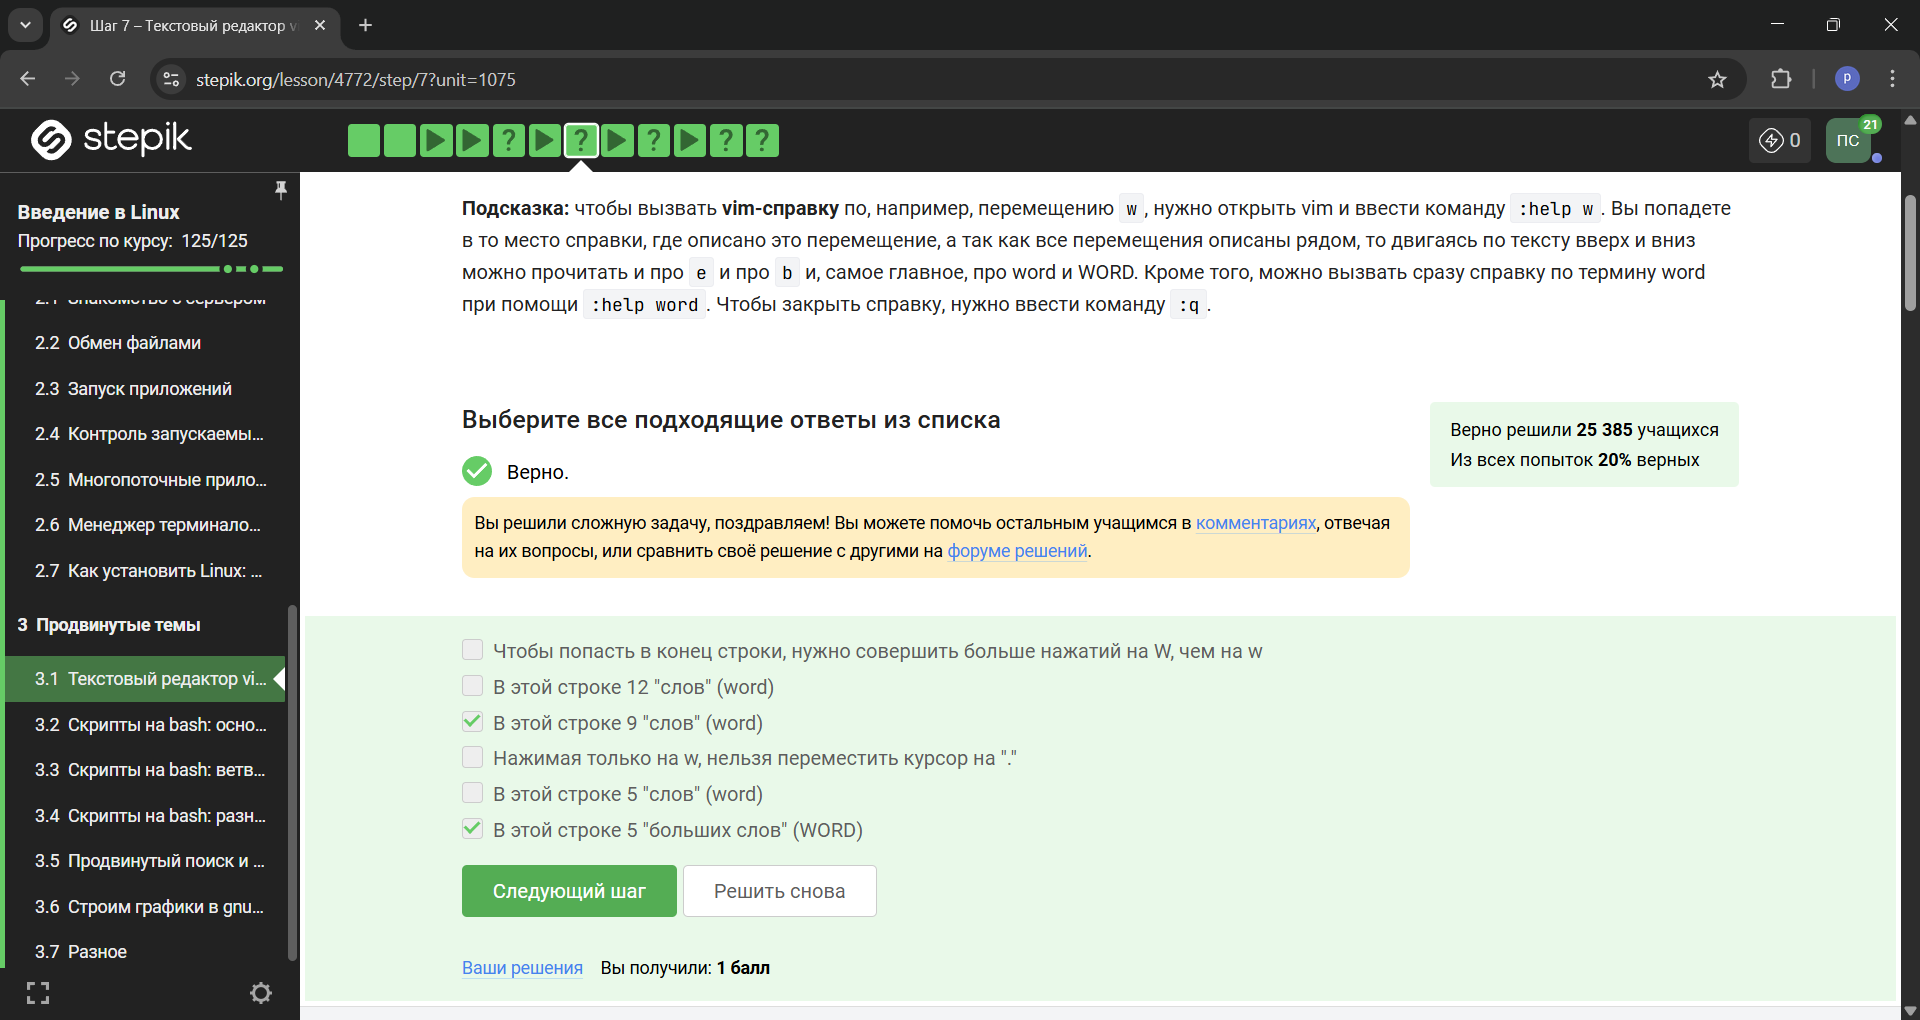 Шаг 7 – Текстовый редактор v
stepik.org/lesson/4772/step/7?unit=1075
P
stepik
? ? ? ? ?
0
ПС
21
Введение в Linux
Прогресс по курсу: 125/125
2.1 Знакомство с сервером
2.2 Обмен файлами
2.3 Запуск приложений
2.4 Контроль запускаемы...
2.5 Многопоточные прило...
2.6 Менеджер терминало...
2.7 Как установить Linux: ...
3 Продвинутые темы
3.1 Текстовый редактор vi...
3.2 Скрипты на bash: осно...
3.3 Скрипты на bash: ветв...
3.4 Скрипты на bash: разн...
3.5 Продвинутый поиск и ...
3.6 Строим графики в gnu...
3.7 Разное
Подсказка: чтобы вызвать vim-справку по, например, перемещению w , нужно открыть vim и ввести команду :help w . Вы попадете
в то место справки, где описано это перемещение, а так как все перемещения описаны рядом, то двигаясь по тексту вверх и вниз
можно прочитать и про e и про b и, самое главное, про word и WORD. Кроме того, можно вызвать сразу справку по термину word
при помощи :help word . Чтобы закрыть справку, нужно ввести команду :q .
Выберите все подходящие ответы из списка
Верно решили 25 385 учащихся
Из всех попыток 20% верных
Верно.
Вы решили сложную задачу, поздравляем! Вы можете помочь остальным учащимся в комментариях, отвечая
на их вопросы, или сравнить своё решение с другими на форуме решений.
Чтобы попасть в конец строки, нужно совершить больше нажатий на W, чем на w
В этой строке 12 "слов" (word)
В этой строке 9 "слов" (word)
Нажимая только на w, нельзя переместить курсор на "."
В этой строке 5 "слов" (word)
В этой строке 5 "больших слов" (WORD)
Следующий шаг
Решить снова
Ваши решения Вы получили: 1 балл